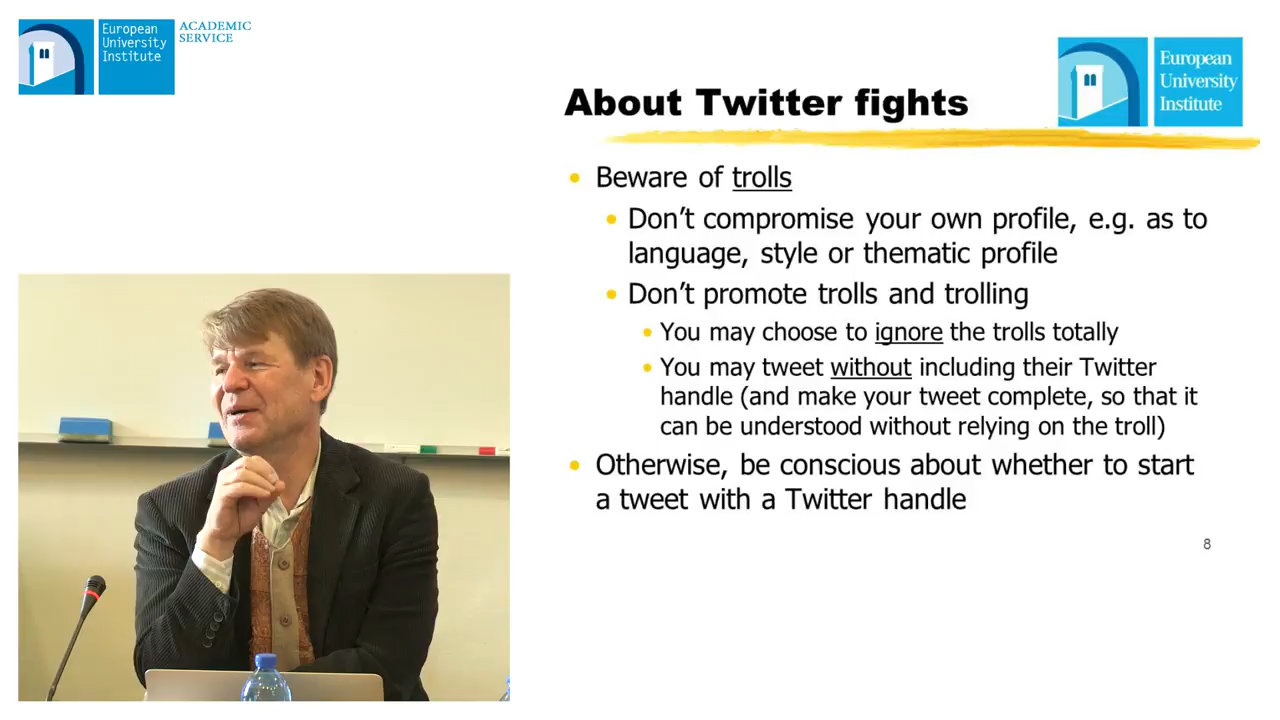 European
University
Institute
ACADEMIC
SERVICE
European
University
Institute
About Twitter fights
• Beware of trolls
• Don’t compromise your own profile, e.g. as to
language, style or thematic profile
• Don’t promote trolls and trolling
• You may choose to ignore the trolls totally
• You may tweet without including their Twitter
handle (and make your tweet complete, so that it
can be understood without relying on the troll)
• Otherwise, be conscious about whether to start
a tweet with a Twitter handle
8